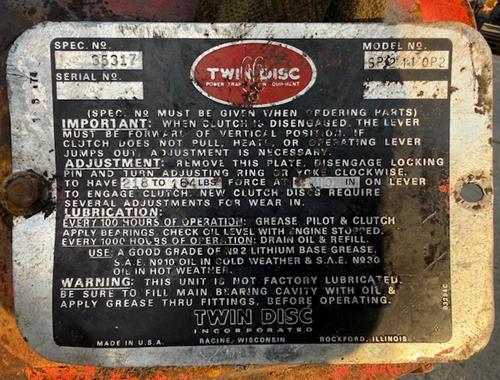 SPEC. No.
MODEL No.
35317
TWIN DISC
SP211OP2
POWER TRANSMISSION EQUIPMENT
SERIAL No.
(SPEC. No MUST BE GIVEN WHEN ORDERING PARTS)
IMPORTANT: WHEN CLUTCH IS DISENGAGED, THE LEVER
MUST BE FORWARD OF VERTICAL POSITION. IF
CLUTCH DOES NOT PULL, HEATS, OR OPERATING LEVER
JUMPS OUT, ADJUSTMENT IS NECESSARY.
ADJUSTMENT: REMOVE THIS PLATE, DISENGAGE LOCKING
PIN AND TURN ADJUSTING RING OR YOKE CLOCKWISE,
TO HAVE TO LBS FORCE AT IN ON LEVER
TO ENGAGE CLUTCH. NEW CLUTCH DISCS REQUIRE
SEVERAL ADJUSTMENTS FOR WEAR IN.
LUBRICATION:
EVERY 100 HOURS OF OPERATION: GREASE PILOT & CLUTCH
APPLY BEARINGS. CHECK OIL LEVEL WITH ENGINE STOPPED.
EVERY 1000 HOURS OF OPERATION: DRAIN OIL & REFILL.
USE: A GOOD GRADE OF No2 LITHIUM BASE GREASE.
S.A.E. No10 OIL IN COLD WEATHER & S.A.E. No30
OIL IN HOT WEATHER.
WARNING: THIS UNIT IS NOT FACTORY LUBRICATED.
BE SURE TO FILL MAIN BEARING CAVITY WITH OIL &
APPLY GREASE THRU FITTINGS, BEFORE OPERATING.
TWIN DISC
INCORPORATED
MADE IN U.S.A. RACINE, WISCONSIN ROCKFORD, ILLINOIS